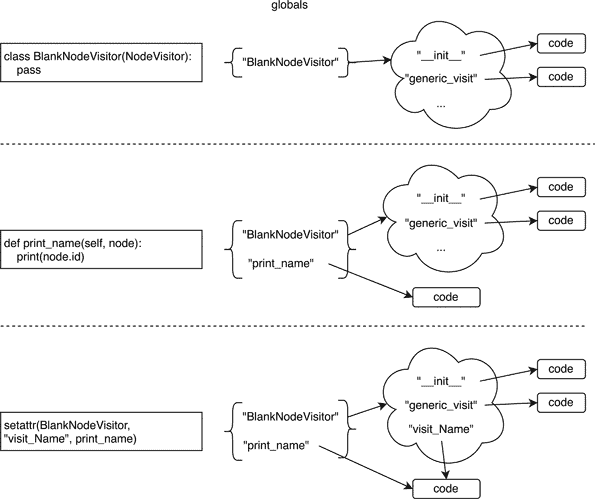 globals
class BlankNodeVisitor(NodeVisitor):
pass
{ "BlankNodeVisitor" }
"__init__"
"generic_visit"
...
code
code
def print_name(self, node):
print(node.id)
"BlankNodeVisitor"
"print_name"
"__init__"
"generic_visit"
...
code
code
code
setattr(BlankNodeVisitor,
"visit_Name", print_name)
"BlankNodeVisitor"
"print_name"
"__init__"
"generic_visit"
"visit_Name"
code
code
code